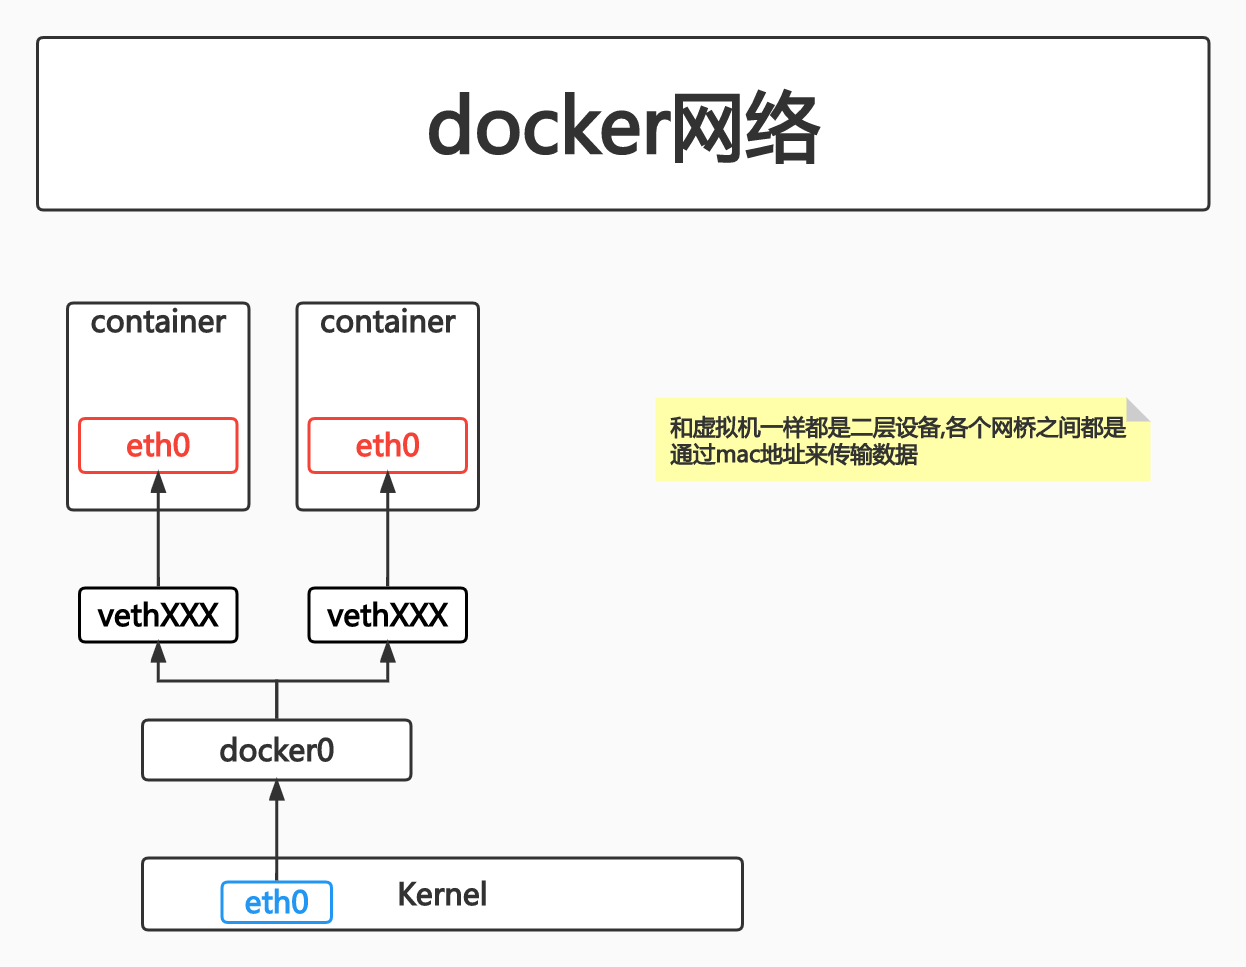 docker网络
container
container
eth0
eth0
和虚拟机一样都是二层设备,各个网桥之间都是
通过mac地址来传输数据
vethXXX
vethXXX
docker0
Kernel
eth0